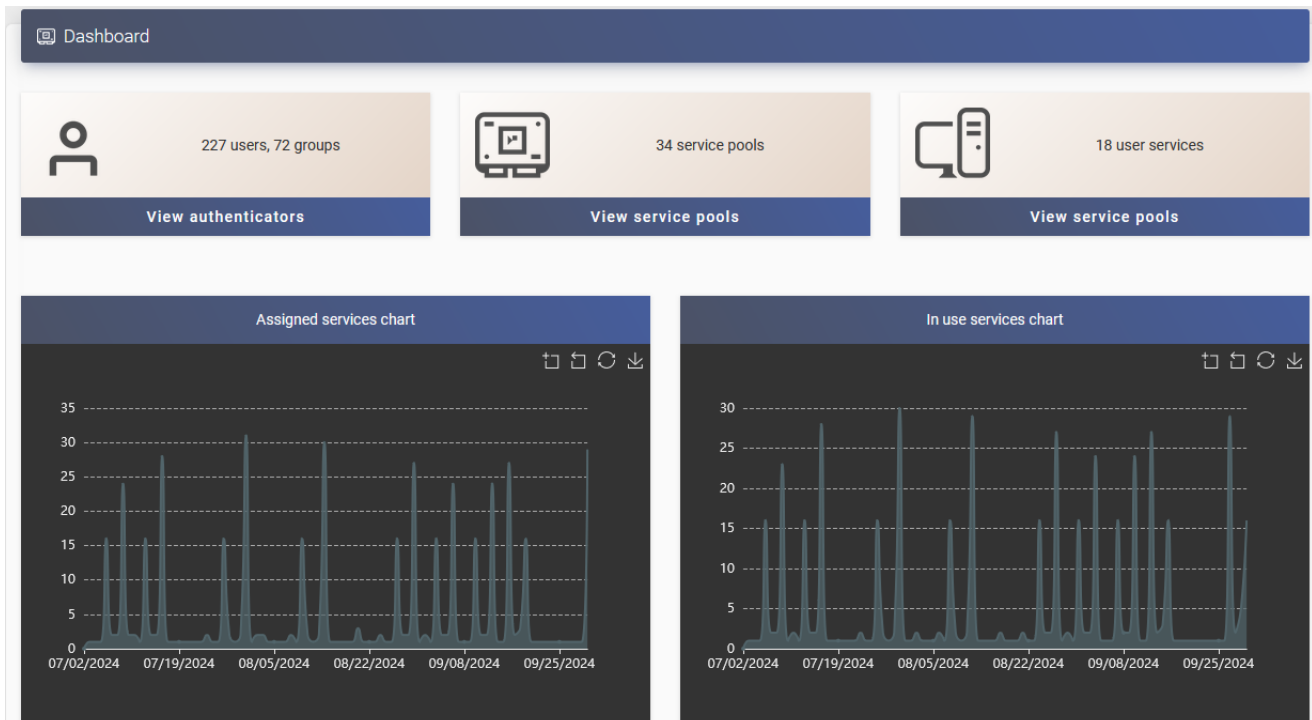 Dashboard
227 users, 72 groups
View authenticators
34 service pools
View service pools
18 user services
View service pools
Assigned services chart
35
30
25
20
15
10
5
0
07/02/2024 07/19/2024 08/05/2024 08/22/2024 09/08/2024 09/25/2024
In use services chart
30
25
20
15
10
5
0
07/02/2024 07/19/2024 08/05/2024 08/22/2024 09/08/2024 09/25/2024